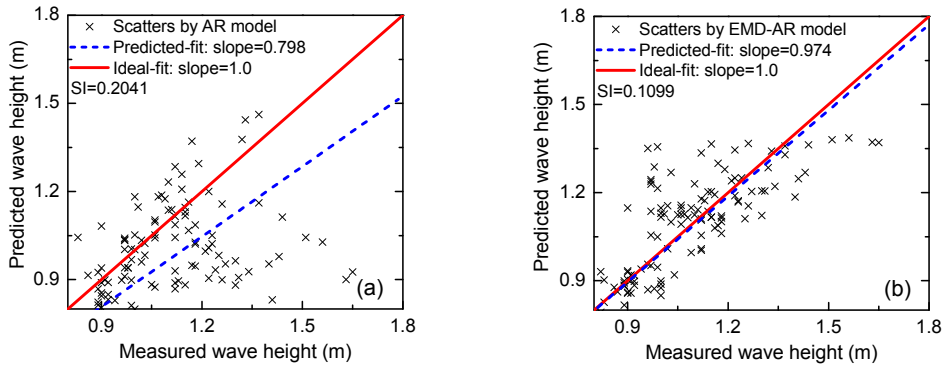 1.8
1.5
1.2
0.9
Predicted wave height (m)
Scatters by AR model
Predicted-fit: slope=0.798
Ideal-fit: slope=1.0
SI=0.2041
(a)
0.9 1.2 1.5 1.8
Measured wave height (m)
1.8
1.5
1.2
0.9
Predicted wave height (m)
Scatters by EMD-AR model
Predicted-fit: slope=0.974
Ideal-fit: slope=1.0
SI=0.1099
(b)
0.9 1.2 1.5 1.8
Measured wave height (m)